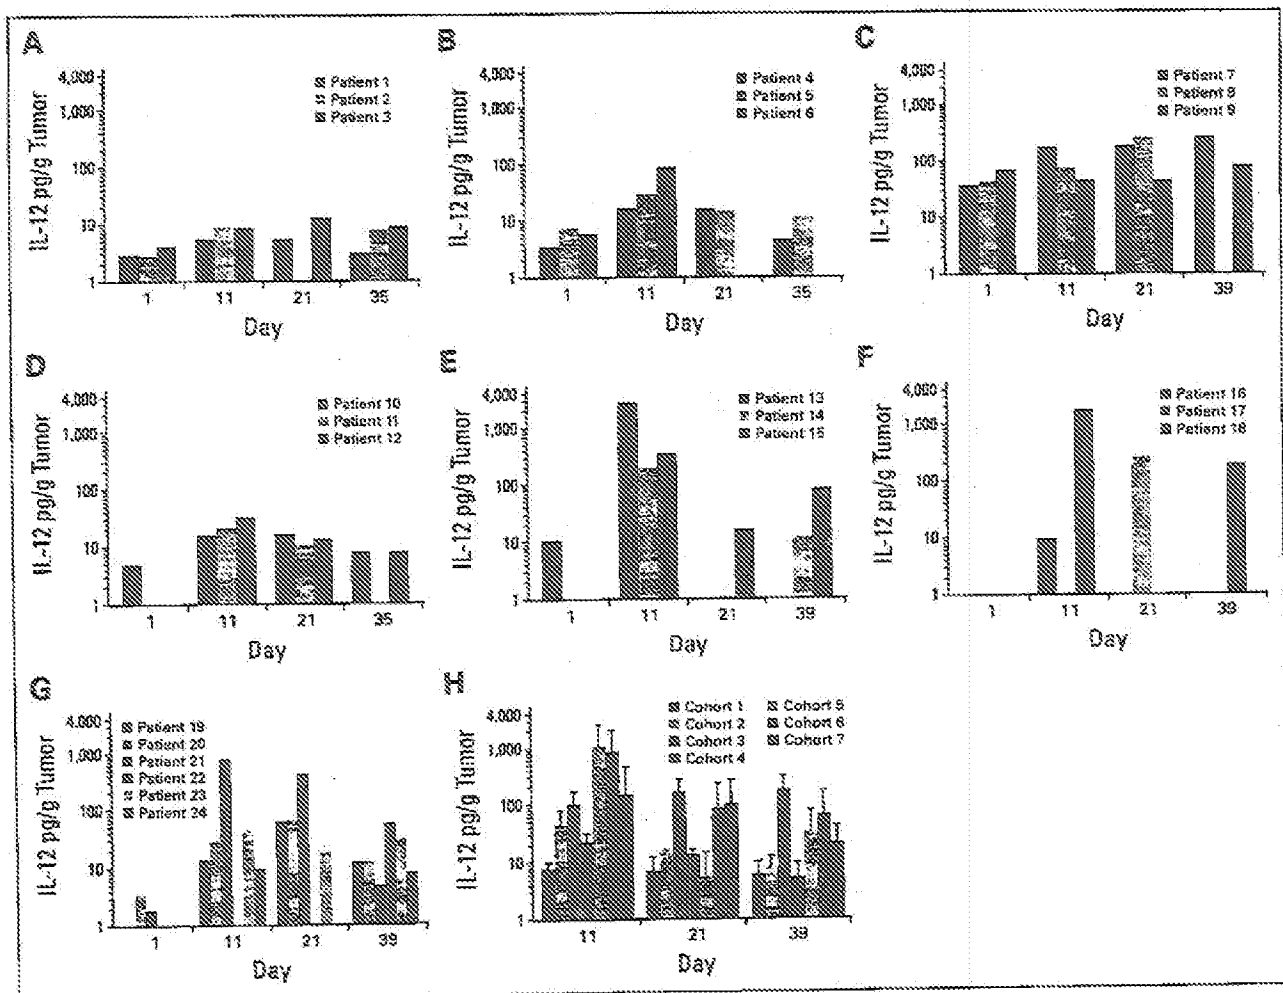 A
4,000
1,000
100
10
1
IL-12 pg/g Tumor
Patient 1
Patient 2
Patient 3
1 11 21 35
Day
B
4,000
1,000
100
10
1
IL-12 pg/g Tumor
Patient 4
Patient 5
Patient 6
1 11 21 35
Day
C
4,000
1,000
100
10
1
IL-12 pg/g Tumor
Patient 7
Patient 8
Patient 9
1 11 21 39
Day
D
4,000
1,000
100
10
1
IL-12 pg/g Tumor
Patient 10
Patient 11
Patient 12
1 11 21 35
Day
E
4,000
1,000
100
10
1
IL-12 pg/g Tumor
Patient 13
Patient 14
Patient 15
1 11 21 39
Day
F
4,000
1,000
100
10
1
IL-12 pg/g Tumor
Patient 16
Patient 17
Patient 18
1 11 21 39
Day
G
4,000
1,000
100
10
1
IL-12 pg/g Tumor
Patient 19
Patient 20
Patient 21
Patient 22
Patient 23
Patient 24
1 11 21 39
Day
H
4,000
1,000
100
10
1
IL-12 pg/g Tumor
Cohort 1 Cohort 5
Cohort 2 Cohort 6
Cohort 3 Cohort 7
Cohort 4
11 21 39
Day